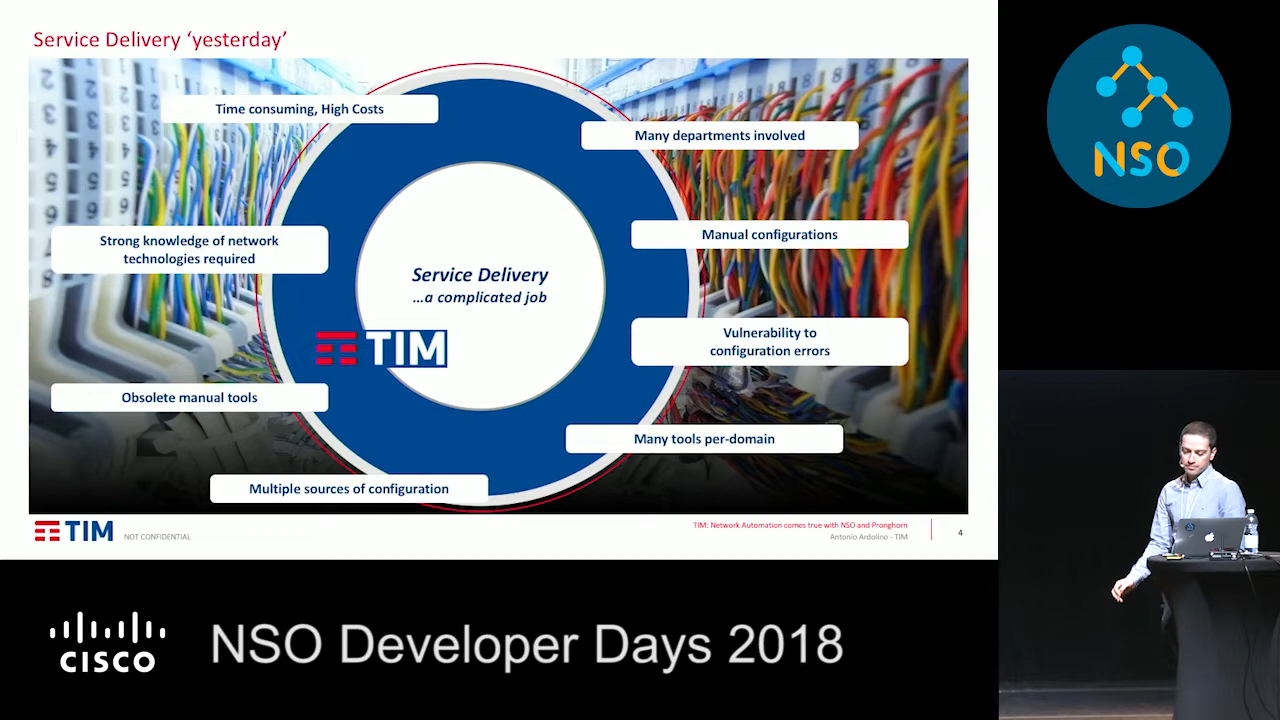 Service Delivery ‘yesterday’
Time consuming, High Costs
Many departments involved
Strong knowledge of network
technologies required
Manual configurations
Service Delivery
...a complicated job
Vulnerability to
configuration errors
TIM
Obsolete manual tools
Many tools per-domain
Multiple sources of configuration
TIM
NOT CONFIDENTIAL
TIM: Network Automation comes true with NSO and Pronghorn
Antonio Ardolino - TIM
4
NSO
CISCO
NSO Developer Days 2018